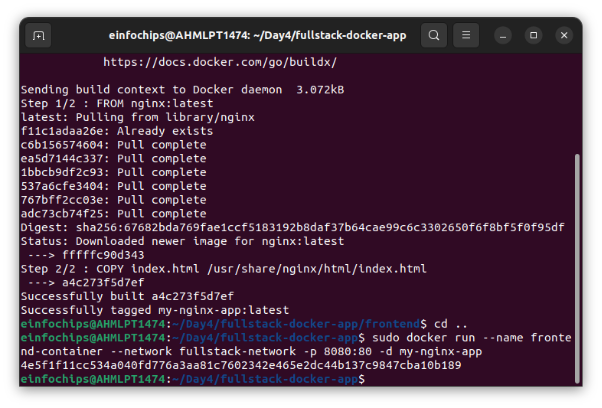 einfochips@AHMLPT1474: ~/Day4/fullstack-docker-app
https://docs.docker.com/go/buildx/
Sending build context to Docker daemon  3.072kB
Step 1/2 : FROM nginx:latest
latest: Pulling from library/nginx
f11c1adaa26e: Already exists
c6b156574604: Pull complete
ea5d7144c337: Pull complete
1bbcb9df2c93: Pull complete
537a6cfe3404: Pull complete
767bff2cc03e: Pull complete
adc73cb74f25: Pull complete
Digest: sha256:67682bda769fae1ccf5183192b8daf37b64cae99c6c3302650f6f8bf5f0f95df
Status: Downloaded newer image for nginx:latest
 ---> fffffc90d343
Step 2/2 : COPY index.html /usr/share/nginx/html/index.html
 ---> a4c273f5d7ef
Successfully built a4c273f5d7ef
Successfully tagged my-nginx-app:latest
einfochips@AHMLPT1474:~/Day4/fullstack-docker-app/frontend$ cd ..
einfochips@AHMLPT1474:~/Day4/fullstack-docker-app$ sudo docker run --name fronte
nd-container --network fullstack-network -p 8080:80 -d my-nginx-app
4e5f1f11cc534a040fd776a3aa81c7602342e465e2dc44b137c9847cba10b189
einfochips@AHMLPT1474:~/Day4/fullstack-docker-app$